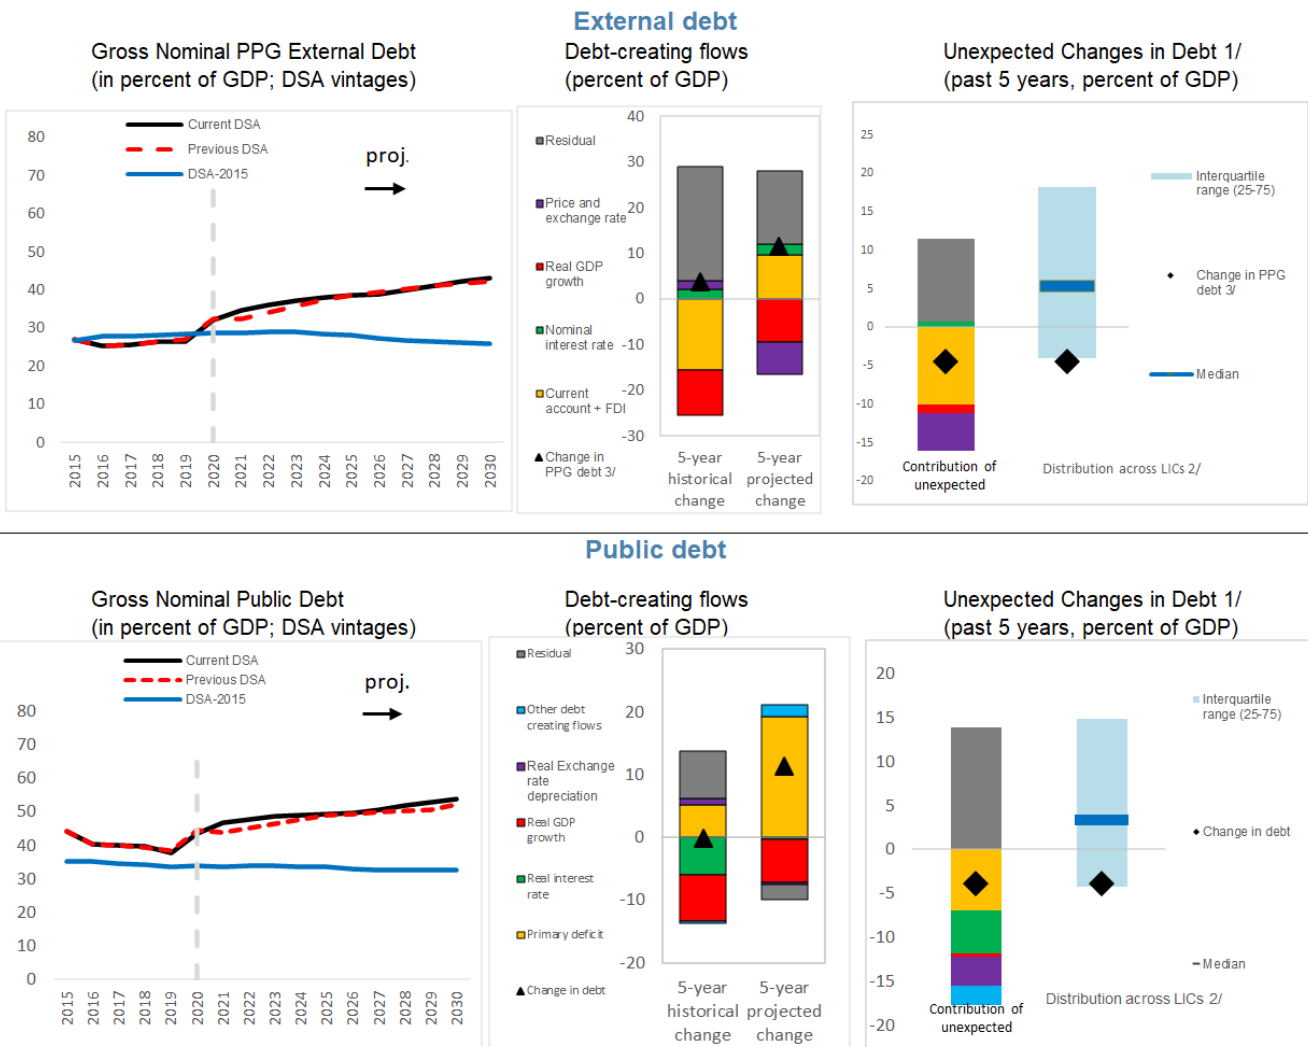 External debt
Gross Nominal PPG External Debt
(in percent of GDP; DSA vintages)
Current DSA
Previous DSA
DSA-2015
proj.
80
70
60
50
40
30
20
10
0
2015
2016
2017
2018
2019
2020
2021
2022
2023
2024
2025
2026
2027
2028
2029
2030
Debt-creating flows
(percent of GDP)
Residual
Price and
exchange rate
Real GDP
growth
Nominal
interest rate
Current
account + FDI
Change in
PPG debt 3/
40
30
20
10
0
-10
-20
-30
5-year
historical
change
5-year
projected
change
Unexpected Changes in Debt 1/
(past 5 years, percent of GDP)
25
20
15
10
5
0
-5
-10
-15
-20
Interquartile
range (25-75)
Change in PPG
debt 3/
Median
Contribution of
unexpected
Distribution across LICs 2/
Public debt
Gross Nominal Public Debt
(in percent of GDP; DSA vintages)
Current DSA
Previous DSA
DSA-2015
proj.
80
70
60
50
40
30
20
10
0
2015
2016
2017
2018
2019
2020
2021
2022
2023
2024
2025
2026
2027
2028
2029
2030
Debt-creating flows
(percent of GDP)
Residual
Other debt
creating flows
Real Exchange
rate
depreciation
Real GDP
growth
Real interest
rate
Primary deficit
Change in debt
30
20
10
0
-10
-20
5-year
historical
change
5-year
projected
change
Unexpected Changes in Debt 1/
(past 5 years, percent of GDP)
20
15
10
5
0
-5
-10
-15
-20
Interquartile
range (25-75)
Change in debt
Median
Contribution of
unexpected
Distribution across LICs 2/